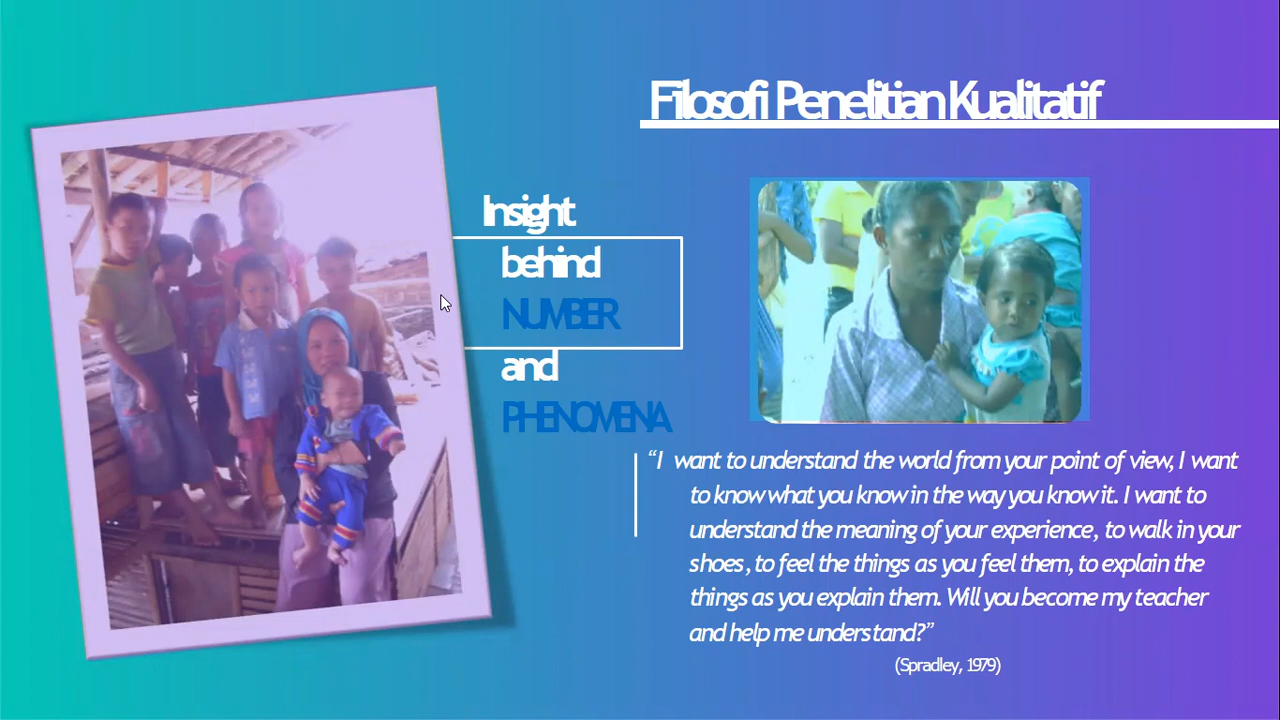 Filosofi Penelitian Kualitatif
Insight
behind
NUMBER
and
PHENOMENA
“I want to understand the world from your point of view, I want
to know what you know in the way you know it. I want to
understand the meaning of your experience, to walk in your
shoes, to feel the things as you feel them, to explain the
things as you explain them. Will you become my teacher
and help me understand?”
(Spradley, 1979)